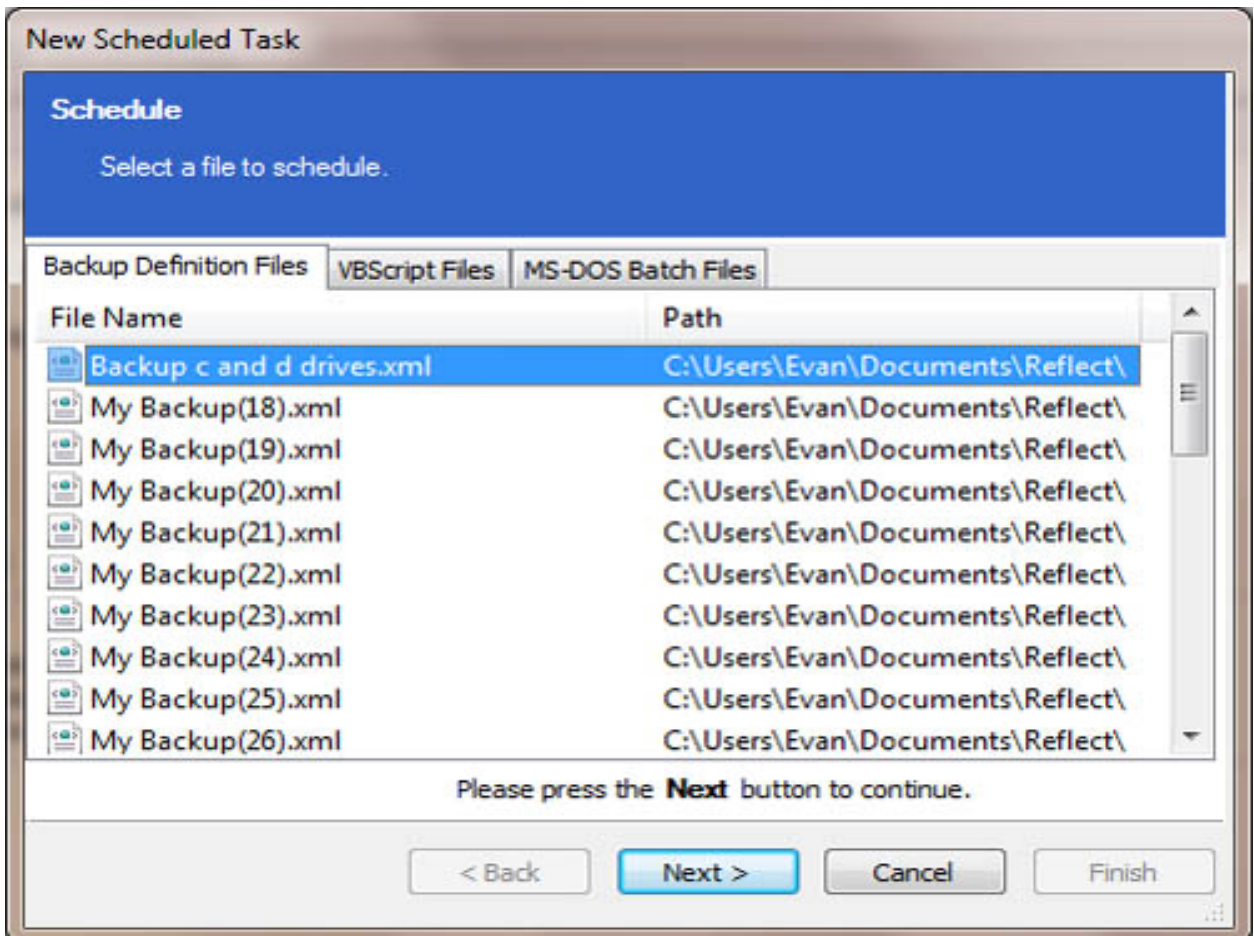 New Scheduled Task
Schedule
Select a file to schedule.
Backup Definition Files VBScript Files MS-DOS Batch Files
File Name Path
Backup c and d drives.xml C:\Users\Evan\Documents\Reflect\
My Backup(18).xml C:\Users\Evan\Documents\Reflect\
My Backup(19).xml C:\Users\Evan\Documents\Reflect\
My Backup(20).xml C:\Users\Evan\Documents\Reflect\
My Backup(21).xml C:\Users\Evan\Documents\Reflect\
My Backup(22).xml C:\Users\Evan\Documents\Reflect\
My Backup(23).xml C:\Users\Evan\Documents\Reflect\
My Backup(24).xml C:\Users\Evan\Documents\Reflect\
My Backup(25).xml C:\Users\Evan\Documents\Reflect\
My Backup(26).xml C:\Users\Evan\Documents\Reflect\
Please press the Next button to continue.
< Back Next > Cancel Finish